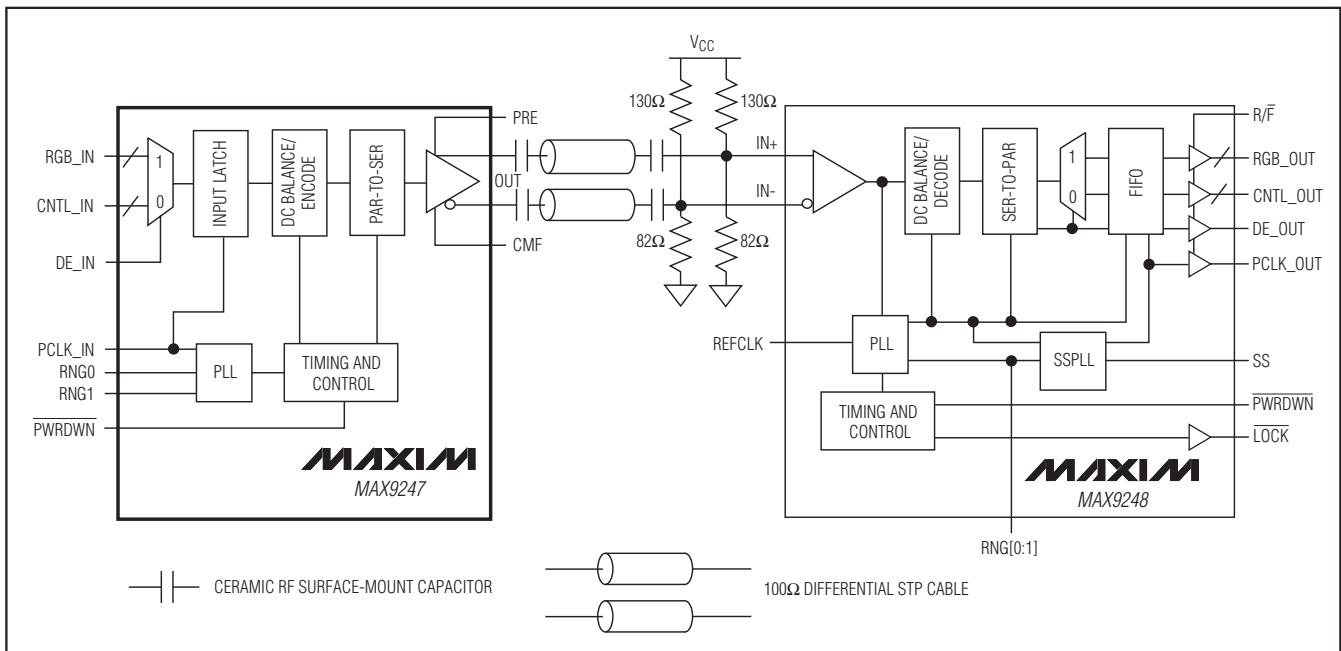 VCC
130Ω 130Ω
PRE
R/F̅
RGB_IN
1
0
INPUT LATCH
DC BALANCE/
ENCODE
PAR-TO-SER
OUT
IN+
IN-
DC BALANCE/
DECODE
SER-TO-PAR
1
0
FIFO
RGB_OUT
CNTL_IN
CNTL_OUT
DE_OUT
CMF
82Ω 82Ω
DE_IN
PCLK_OUT
PCLK_IN
RNG0
RNG1
PLL
TIMING AND
CONTROL
REFCLK
PLL
SSPLL
SS
P̅W̅R̅D̅W̅N̅
TIMING AND
CONTROL
P̅W̅R̅D̅W̅N̅
L̅O̅C̅K̅
MAXIM
MAX9247
MAXIM
MAX9248
RNG[0:1]
CERAMIC RF SURFACE-MOUNT CAPACITOR
100Ω DIFFERENTIAL STP CABLE